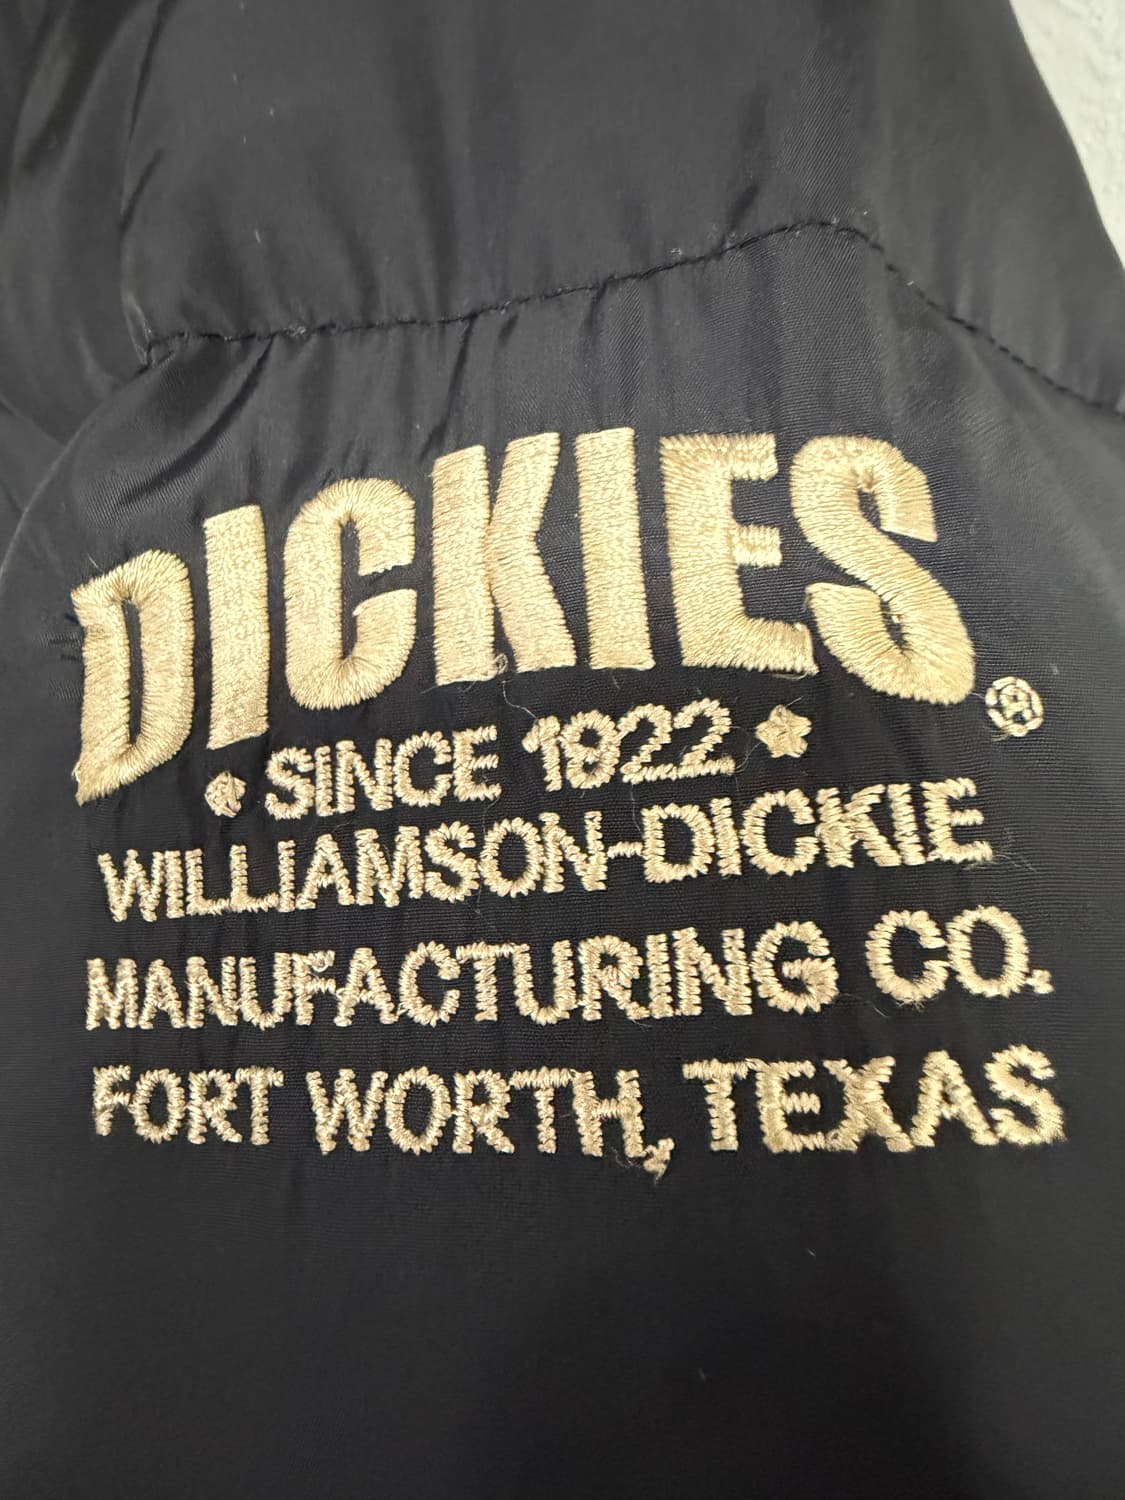 DICKIES®
SINCE 1922
WILLIAMSON-DICKIE
MANUFACTURING CO.
FORT WORTH, TEXAS